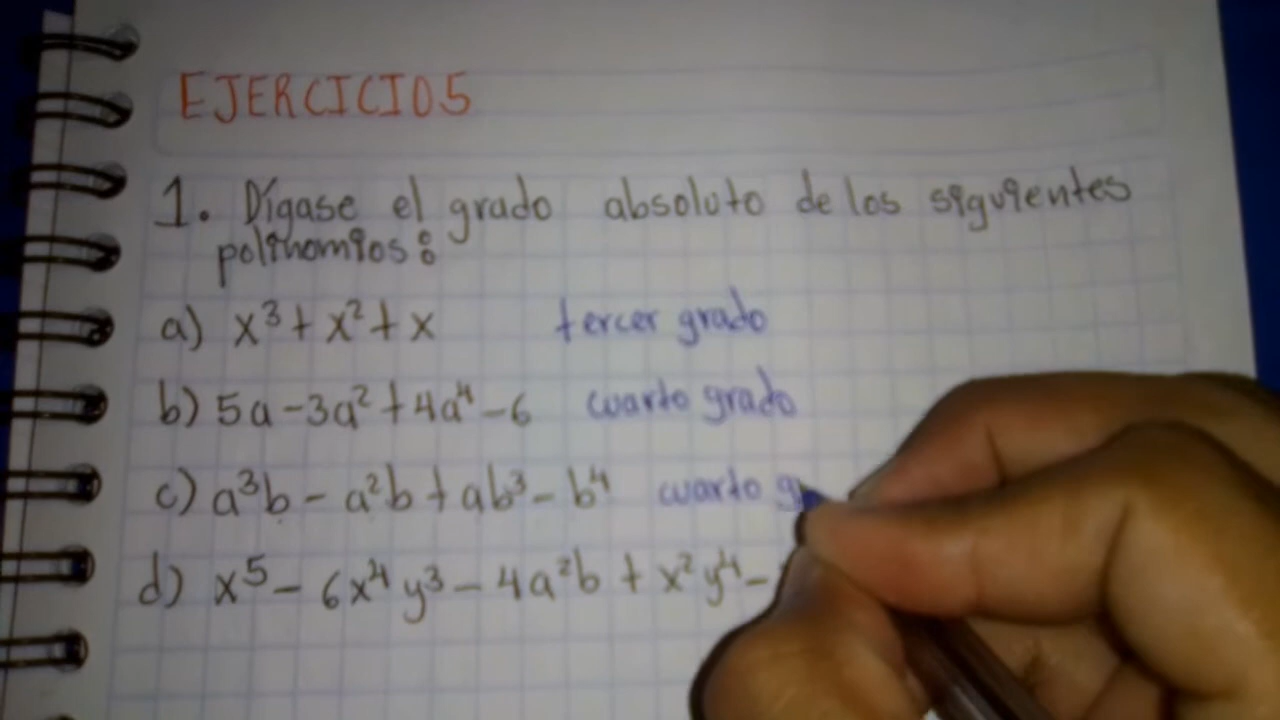 EJERCICIOS
1. Dígase el grado absoluto de los siguientes
polinomios:
a) x³ + x² + x tercer grado
b) 5a - 3a² + 4a⁴ - 6 cuarto grado
c) a³b - a²b + ab³ - b⁴ cuarto g
d) x⁵ - 6x⁴y³ - 4a²b + x²y⁴ -